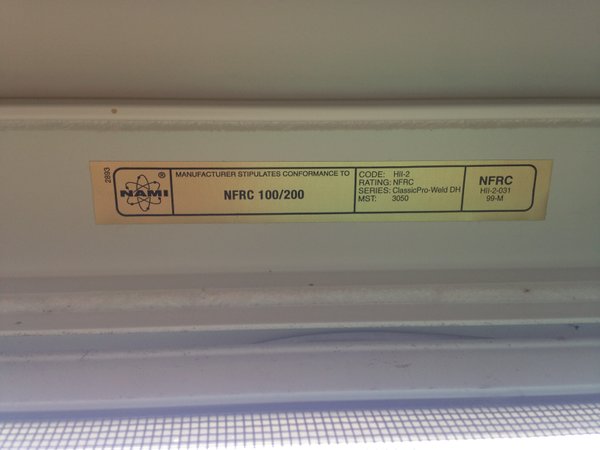 2893
NAMI ®
MANUFACTURER STIPULATES CONFORMANCE TO
NFRC 100/200
CODE: HII-2
RATING: NFRC
SERIES: ClassicPro-Weld DH
MST: 3050
NFRC
HII-2-031
99-M